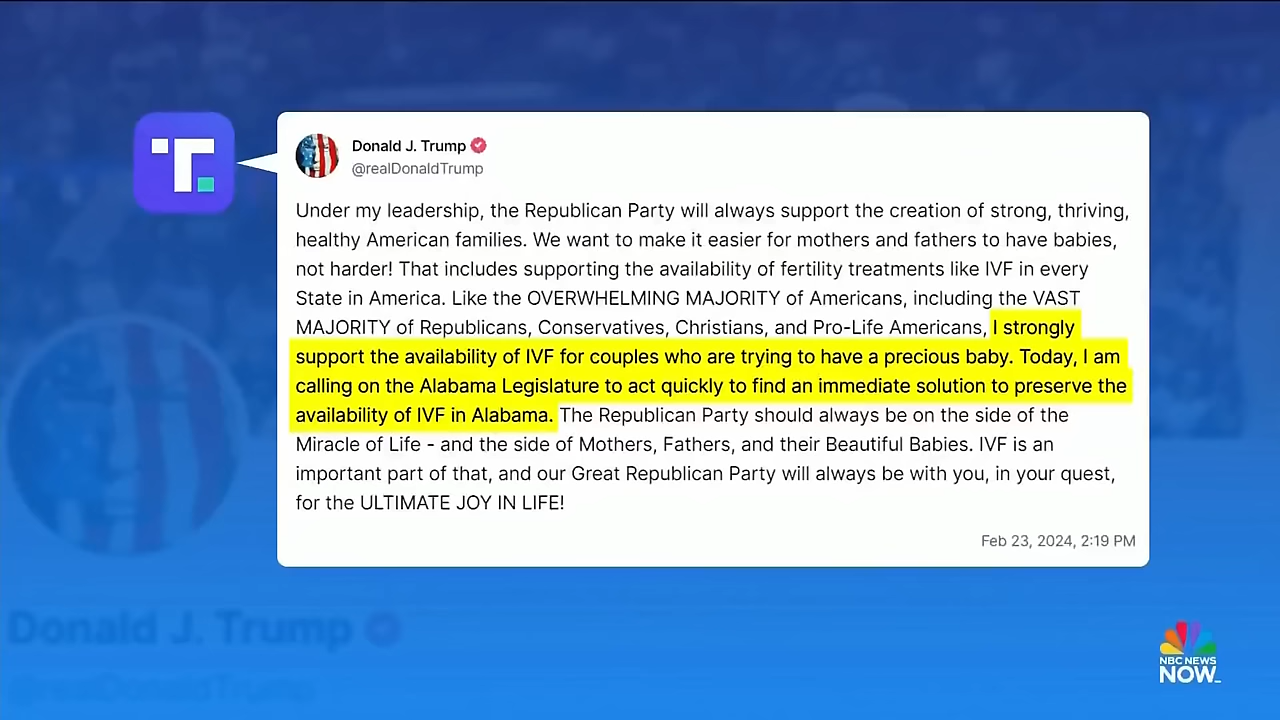 Donald J. Trump
@realDonaldTrump
Under my leadership, the Republican Party will always support the creation of strong, thriving,
healthy American families. We want to make it easier for mothers and fathers to have babies,
not harder! That includes supporting the availability of fertility treatments like IVF in every
State in America. Like the OVERWHELMING MAJORITY of Americans, including the VAST
MAJORITY of Republicans, Conservatives, Christians, and Pro-Life Americans, I strongly
support the availability of IVF for couples who are trying to have a precious baby. Today, I am
calling on the Alabama Legislature to act quickly to find an immediate solution to preserve the
availability of IVF in Alabama. The Republican Party should always be on the side of the
Miracle of Life - and the side of Mothers, Fathers, and their Beautiful Babies. IVF is an
important part of that, and our Great Republican Party will always be with you, in your quest,
for the ULTIMATE JOY IN LIFE!
Feb 23, 2024, 2:19 PM
Donald J. Trump
@realDonaldTrump
NBC NEWS
NOW